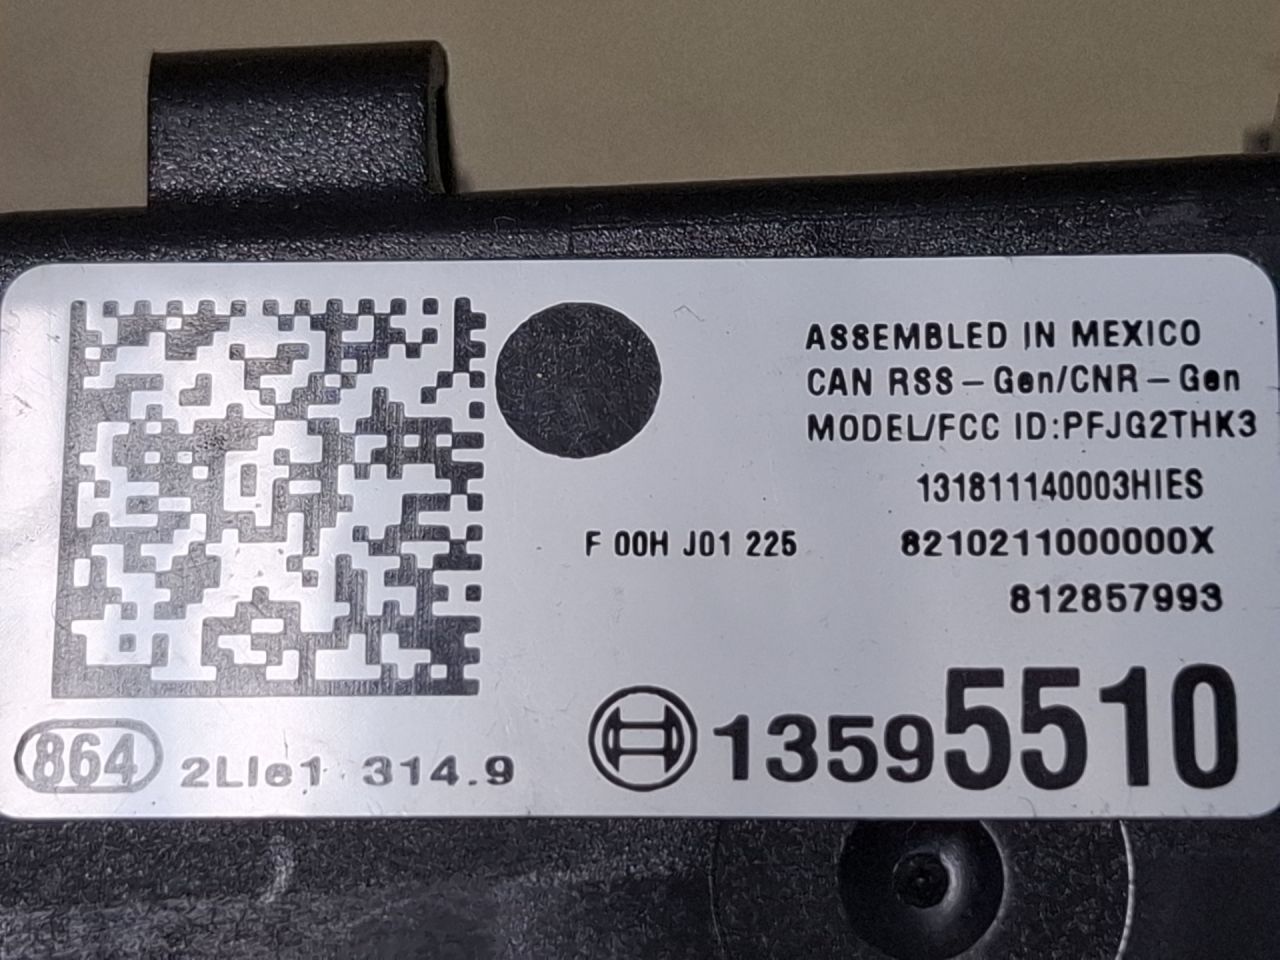 ASSEMBLED IN MEXICO
CAN RSS-Gen/CNR-Gen
MODEL/FCC ID:PFJG2THK3
131811140003HIES
F 00H J01 225 8210211000000X
812857993
864 2LIe1 314.9 13595510